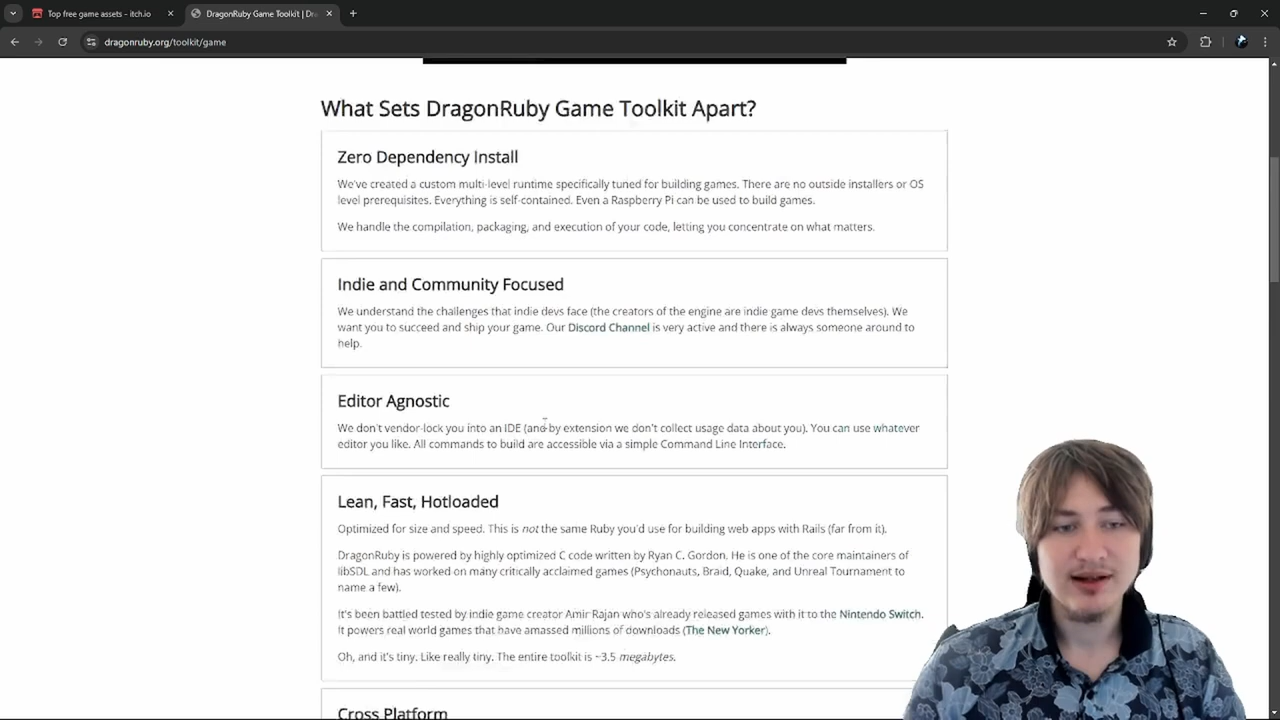 Top free game assets - itch.io
DragonRuby Game Toolkit | Dra
dragonruby.org/toolkit/game
What Sets DragonRuby Game Toolkit Apart?
Zero Dependency Install
We've created a custom multi-level runtime specifically tuned for building games. There are no outside installers or OS
level prerequisites. Everything is self-contained. Even a Raspberry Pi can be used to build games.
We handle the compilation, packaging, and execution of your code, letting you concentrate on what matters.
Indie and Community Focused
We understand the challenges that indie devs face (the creators of the engine are indie game devs themselves). We
want you to succeed and ship your game. Our Discord Channel is very active and there is always someone around to
help.
Editor Agnostic
We don't vendor-lock you into an IDE (and by extension we don't collect usage data about you). You can use whatever
editor you like. All commands to build are accessible via a simple Command Line Interface.
Lean, Fast, Hotloaded
Optimized for size and speed. This is not the same Ruby you'd use for building web apps with Rails (far from it).
DragonRuby is powered by highly optimized C code written by Ryan C. Gordon. He is one of the core maintainers of
libSDL and has worked on many critically acclaimed games (Psychonauts, Braid, Quake, and Unreal Tournament to
name a few).
It's been battled tested by indie game creator Amir Rajan who's already released games with it to the Nintendo Switch.
It powers real world games that have amassed millions of downloads (The New Yorker).
Oh, and it's tiny. Like really tiny. The entire toolkit is ~3.5 megabytes.
Cross Platform